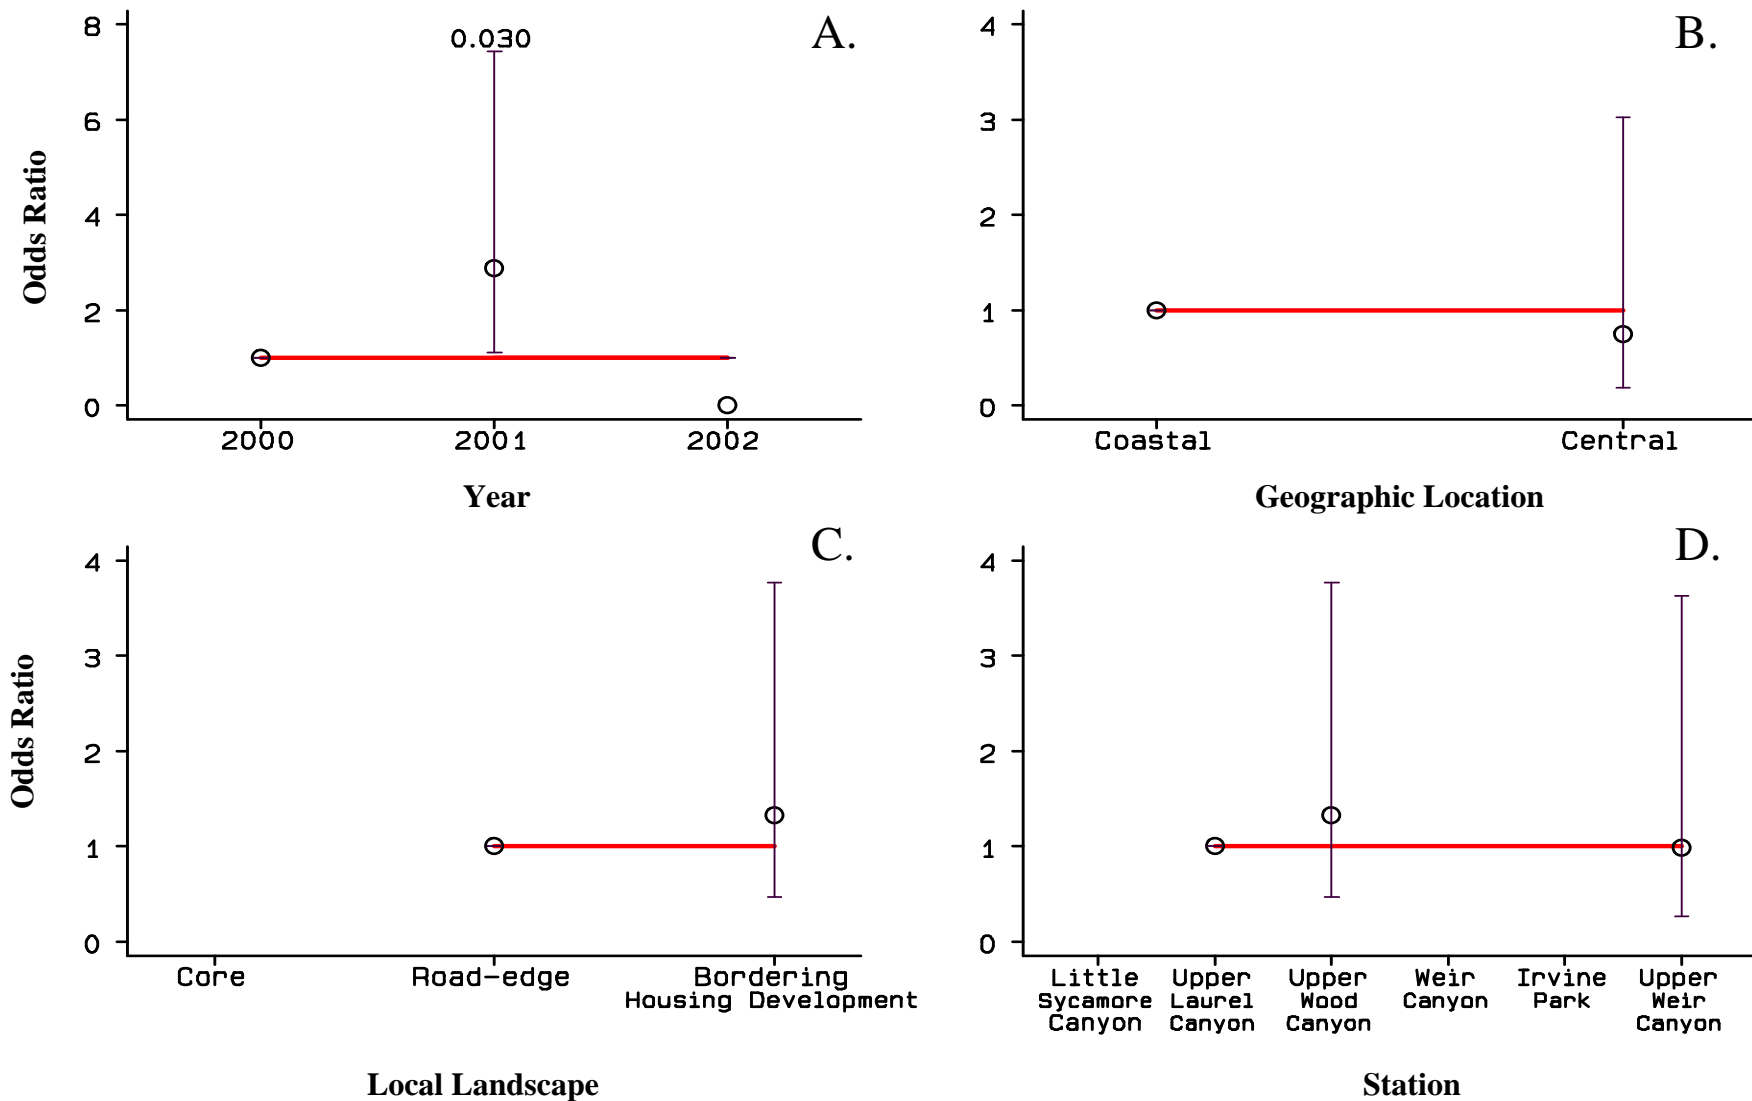 A.
0.030
8
6
4
2
0
Odds Ratio
2000 2001 2002
Year
B.
4
3
2
1
0
Coastal Central
Geographic Location
C.
4
3
2
1
0
Odds Ratio
Core Road-edge Bordering
Housing Development
Local Landscape
D.
4
3
2
1
0
Little Upper Upper Weir Irvine Upper
Sycamore Laurel Wood Canyon Park Weir
Canyon Canyon Canyon Canyon
Station